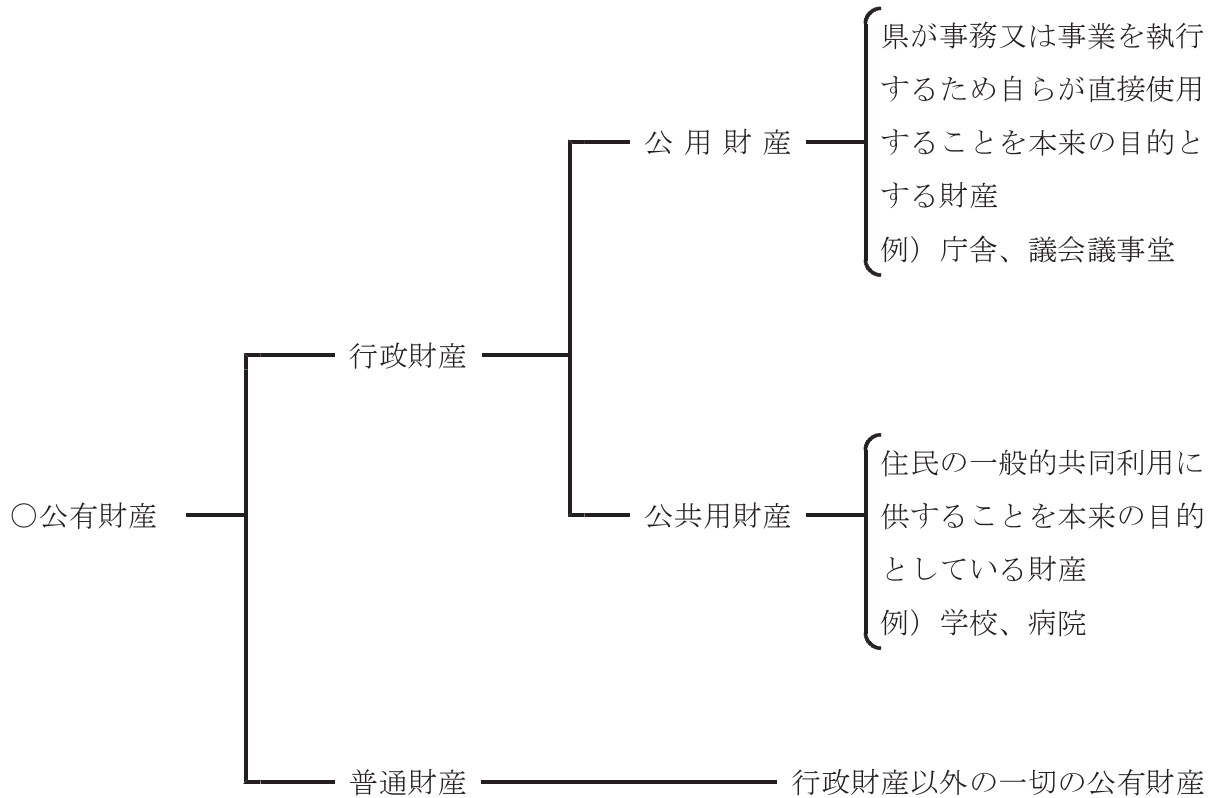 県が事務又は事業を執行
するため自らが直接使用
公用財産
することを本来の目的と
する財産
例）庁舎、議会議事堂
行政財産
住民の一般的共同利用に
○公有財産
公共用財産
供することを本来の目的
としている財産
例）学校、病院
普通財産
行政財産以外の一切の公有財産